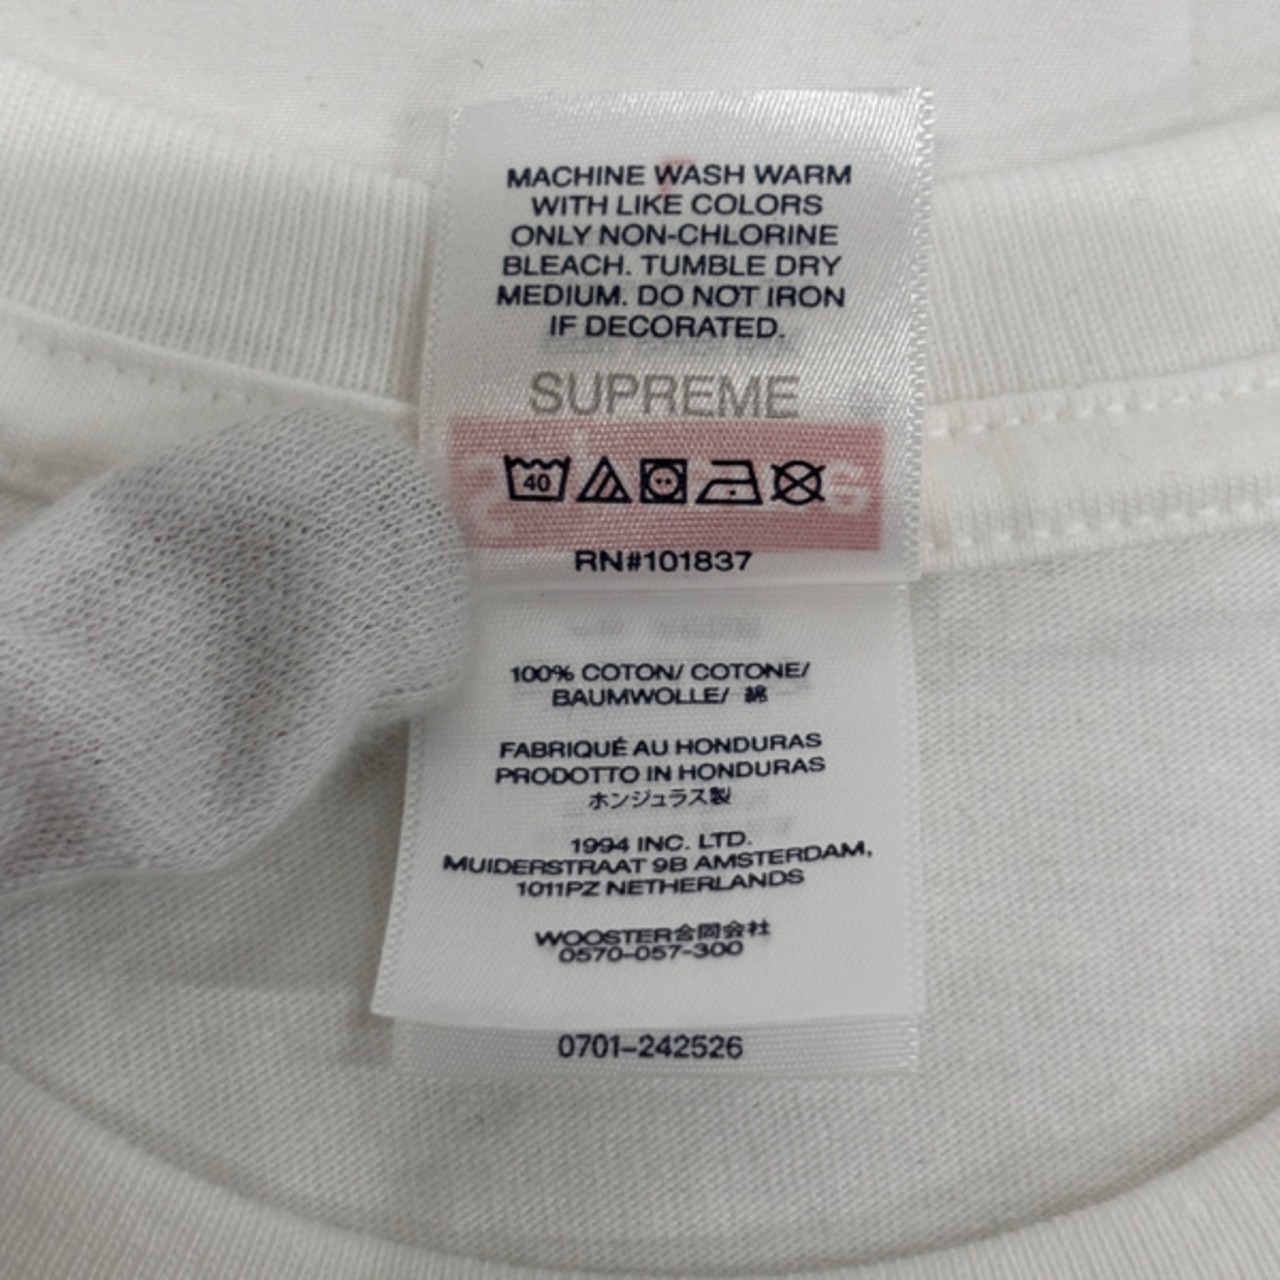 MACHINE WASH WARM
WITH LIKE COLORS
ONLY NON-CHLORINE
BLEACH. TUMBLE DRY
MEDIUM. DO NOT IRON
IF DECORATED.
SUPREME
40
RN#101837
100% COTON/ COTONE/
BAUMWOLLE/ 綿
FABRIQUÉ AU HONDURAS
PRODOTTO IN HONDURAS
ホンジュラス製
1994 INC. LTD.
MUIDERSTRAAT 9B AMSTERDAM,
1011PZ NETHERLANDS
WOOSTER合同会社
0570-057-300
0701-242526